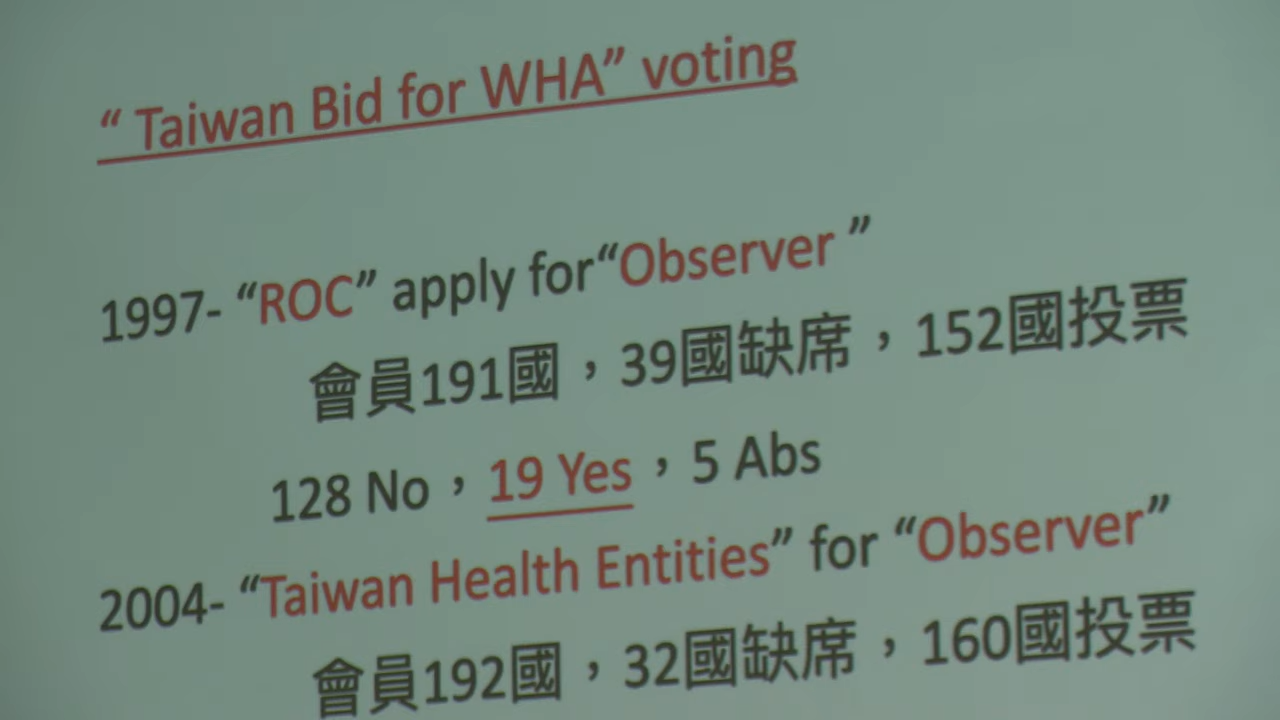 “ Taiwan Bid for WHA” voting
1997- “ROC” apply for“Observer ”
會員191國，39國缺席，152國投票
128 No，19 Yes，5 Abs
2004- “Taiwan Health Entities” for “Observer”
會員192國，32國缺席，160國投票